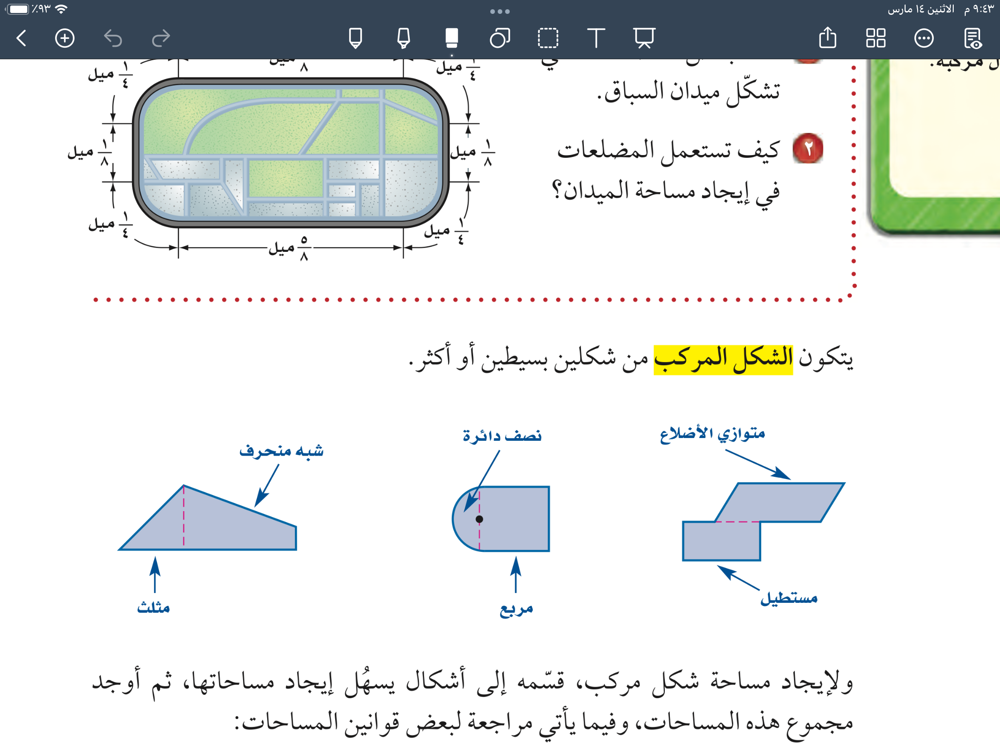 ٩:٤٣ م الاثنين ١٤ مارس
٪٩٣
ل مركبة.
تشكّل ميدان السباق.
٢ كيف تستعمل المضلعات
في إيجاد مساحة الميدان؟
١/٤ ميل
ميل ٨
١/٤ ميل
١/٨ ميل
١/٨ ميل
١/٤ ميل
٥/٨ ميل
١/٤ ميل
يتكون الشكل المركب من شكلين بسيطين أو أكثر.
متوازي الأضلاع
نصف دائرة
شبه منحرف
مستطيل
مربع
مثلث
ولإيجاد مساحة شكل مركب، قسّمه إلى أشكال يسهُل إيجاد مساحاتها، ثم أوجد
مجموع هذه المساحات، وفيما يأتي مراجعة لبعض قوانين المساحات: